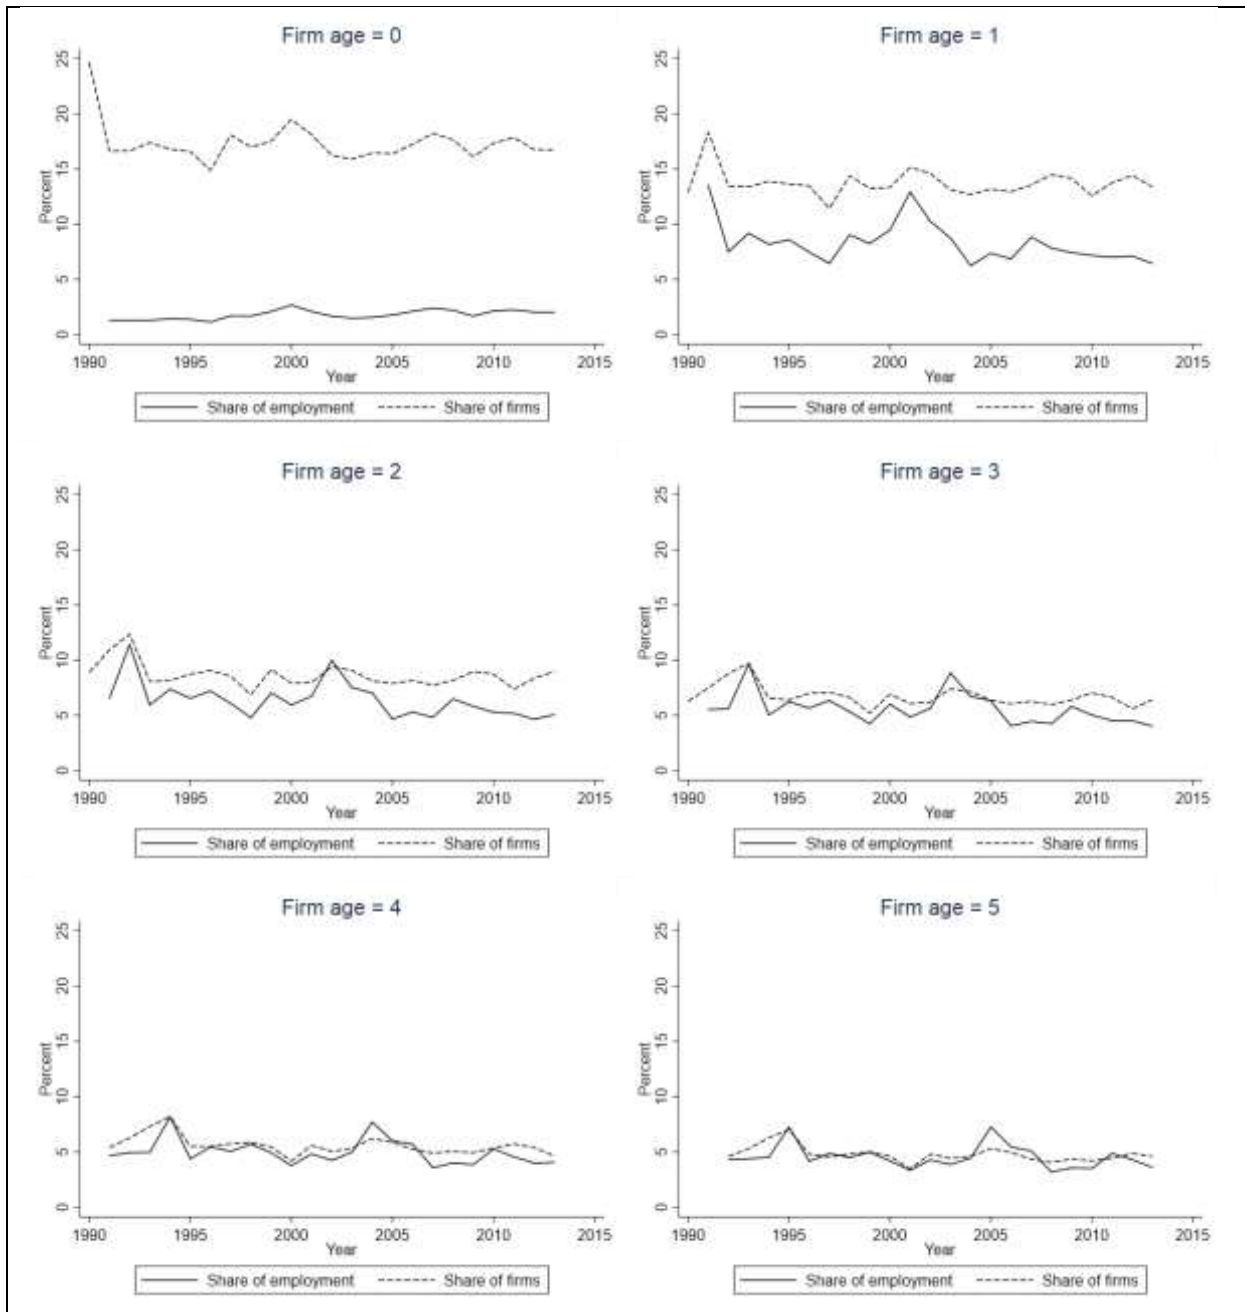 Firm age = 0
Percent
25
20
15
10
5
0
1990 1995 2000 2005 2010 2015
Year
Share of employment Share of firms
Firm age = 1
Percent
25
20
15
10
5
0
1990 1995 2000 2005 2010 2015
Year
Share of employment Share of firms
Firm age = 2
Percent
25
20
15
10
5
0
1990 1995 2000 2005 2010 2015
Year
Share of employment Share of firms
Firm age = 3
Percent
25
20
15
10
5
0
1990 1995 2000 2005 2010 2015
Year
Share of employment Share of firms
Firm age = 4
Percent
25
20
15
10
5
0
1990 1995 2000 2005 2010 2015
Year
Share of employment Share of firms
Firm age = 5
Percent
25
20
15
10
5
0
1990 1995 2000 2005 2010 2015
Year
Share of employment Share of firms